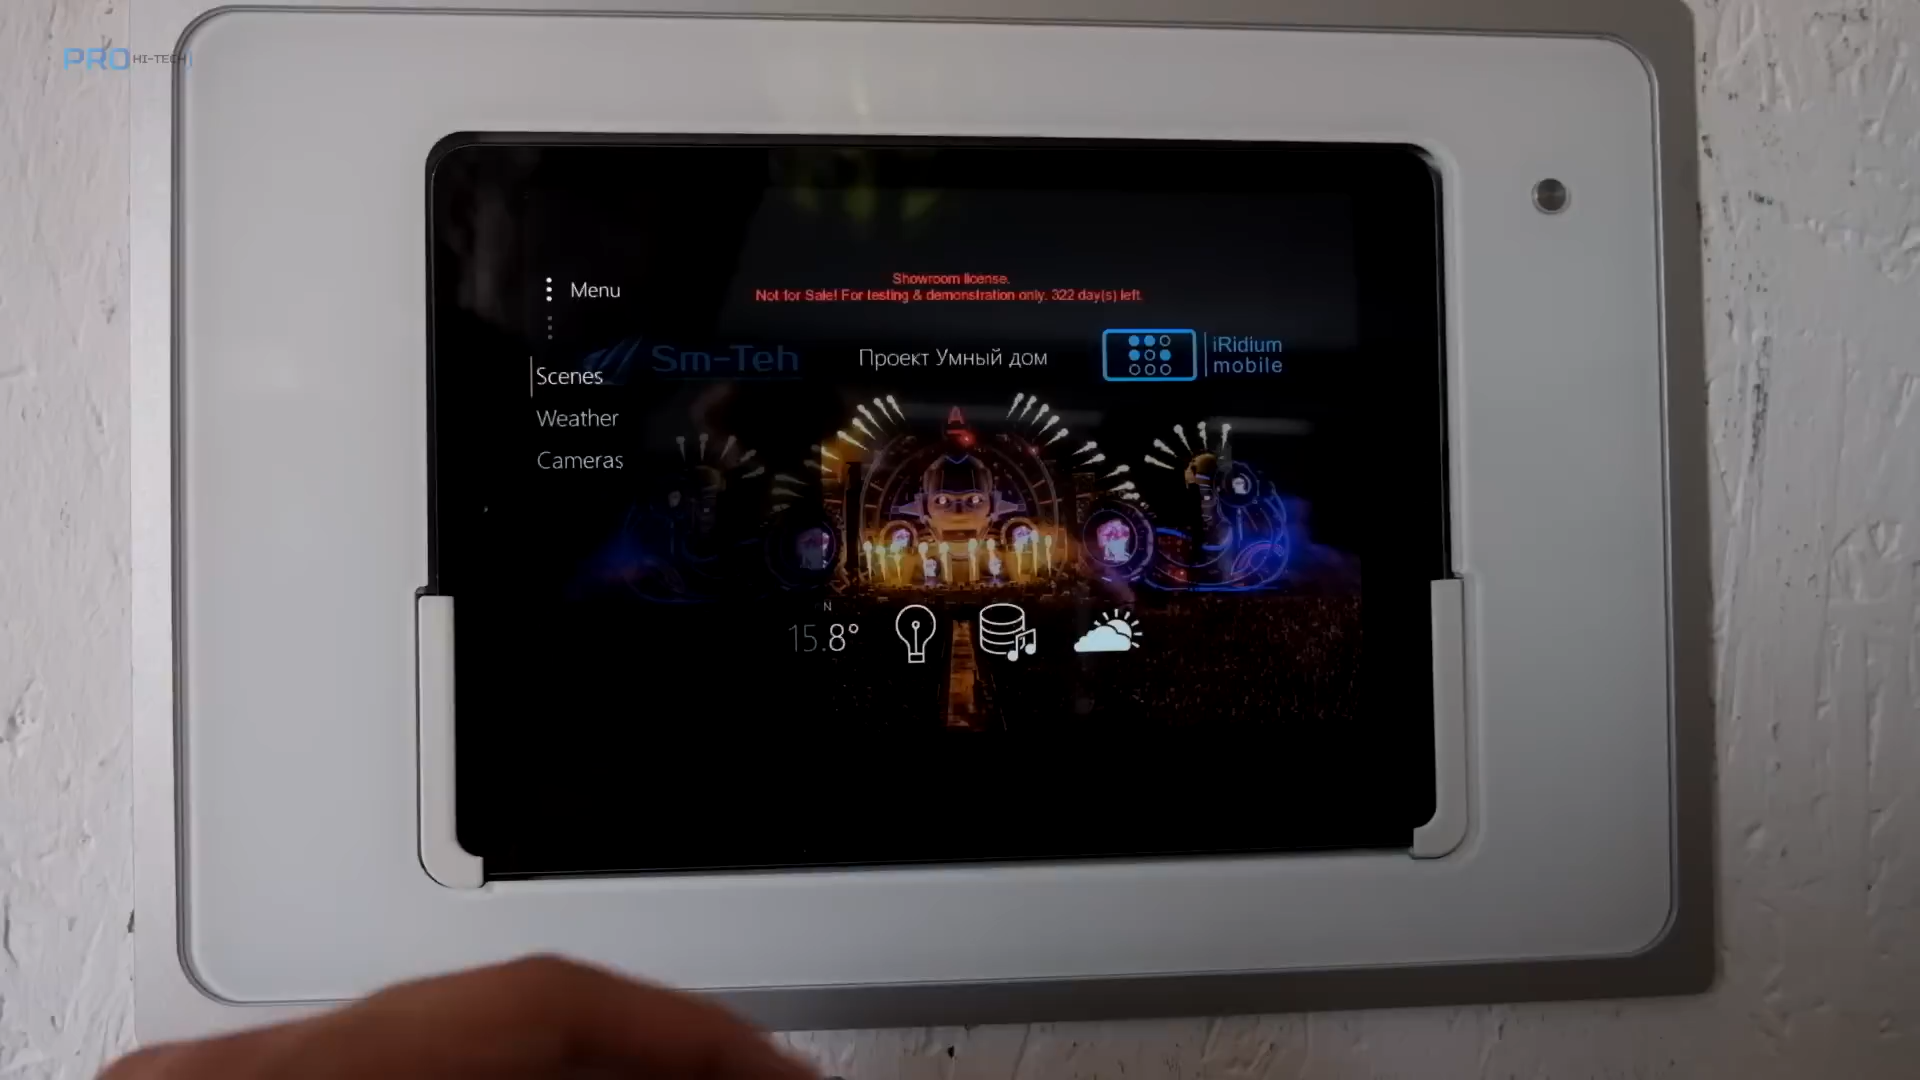 PRO HI-TECH
Menu
Showroom license.
Not for Sale! For testing & demonstration only. 322 day(s) left.
Sm-Teh
Проект Умный дом
iRidium
mobile
Scenes
Weather
Cameras
N
15.8°
A